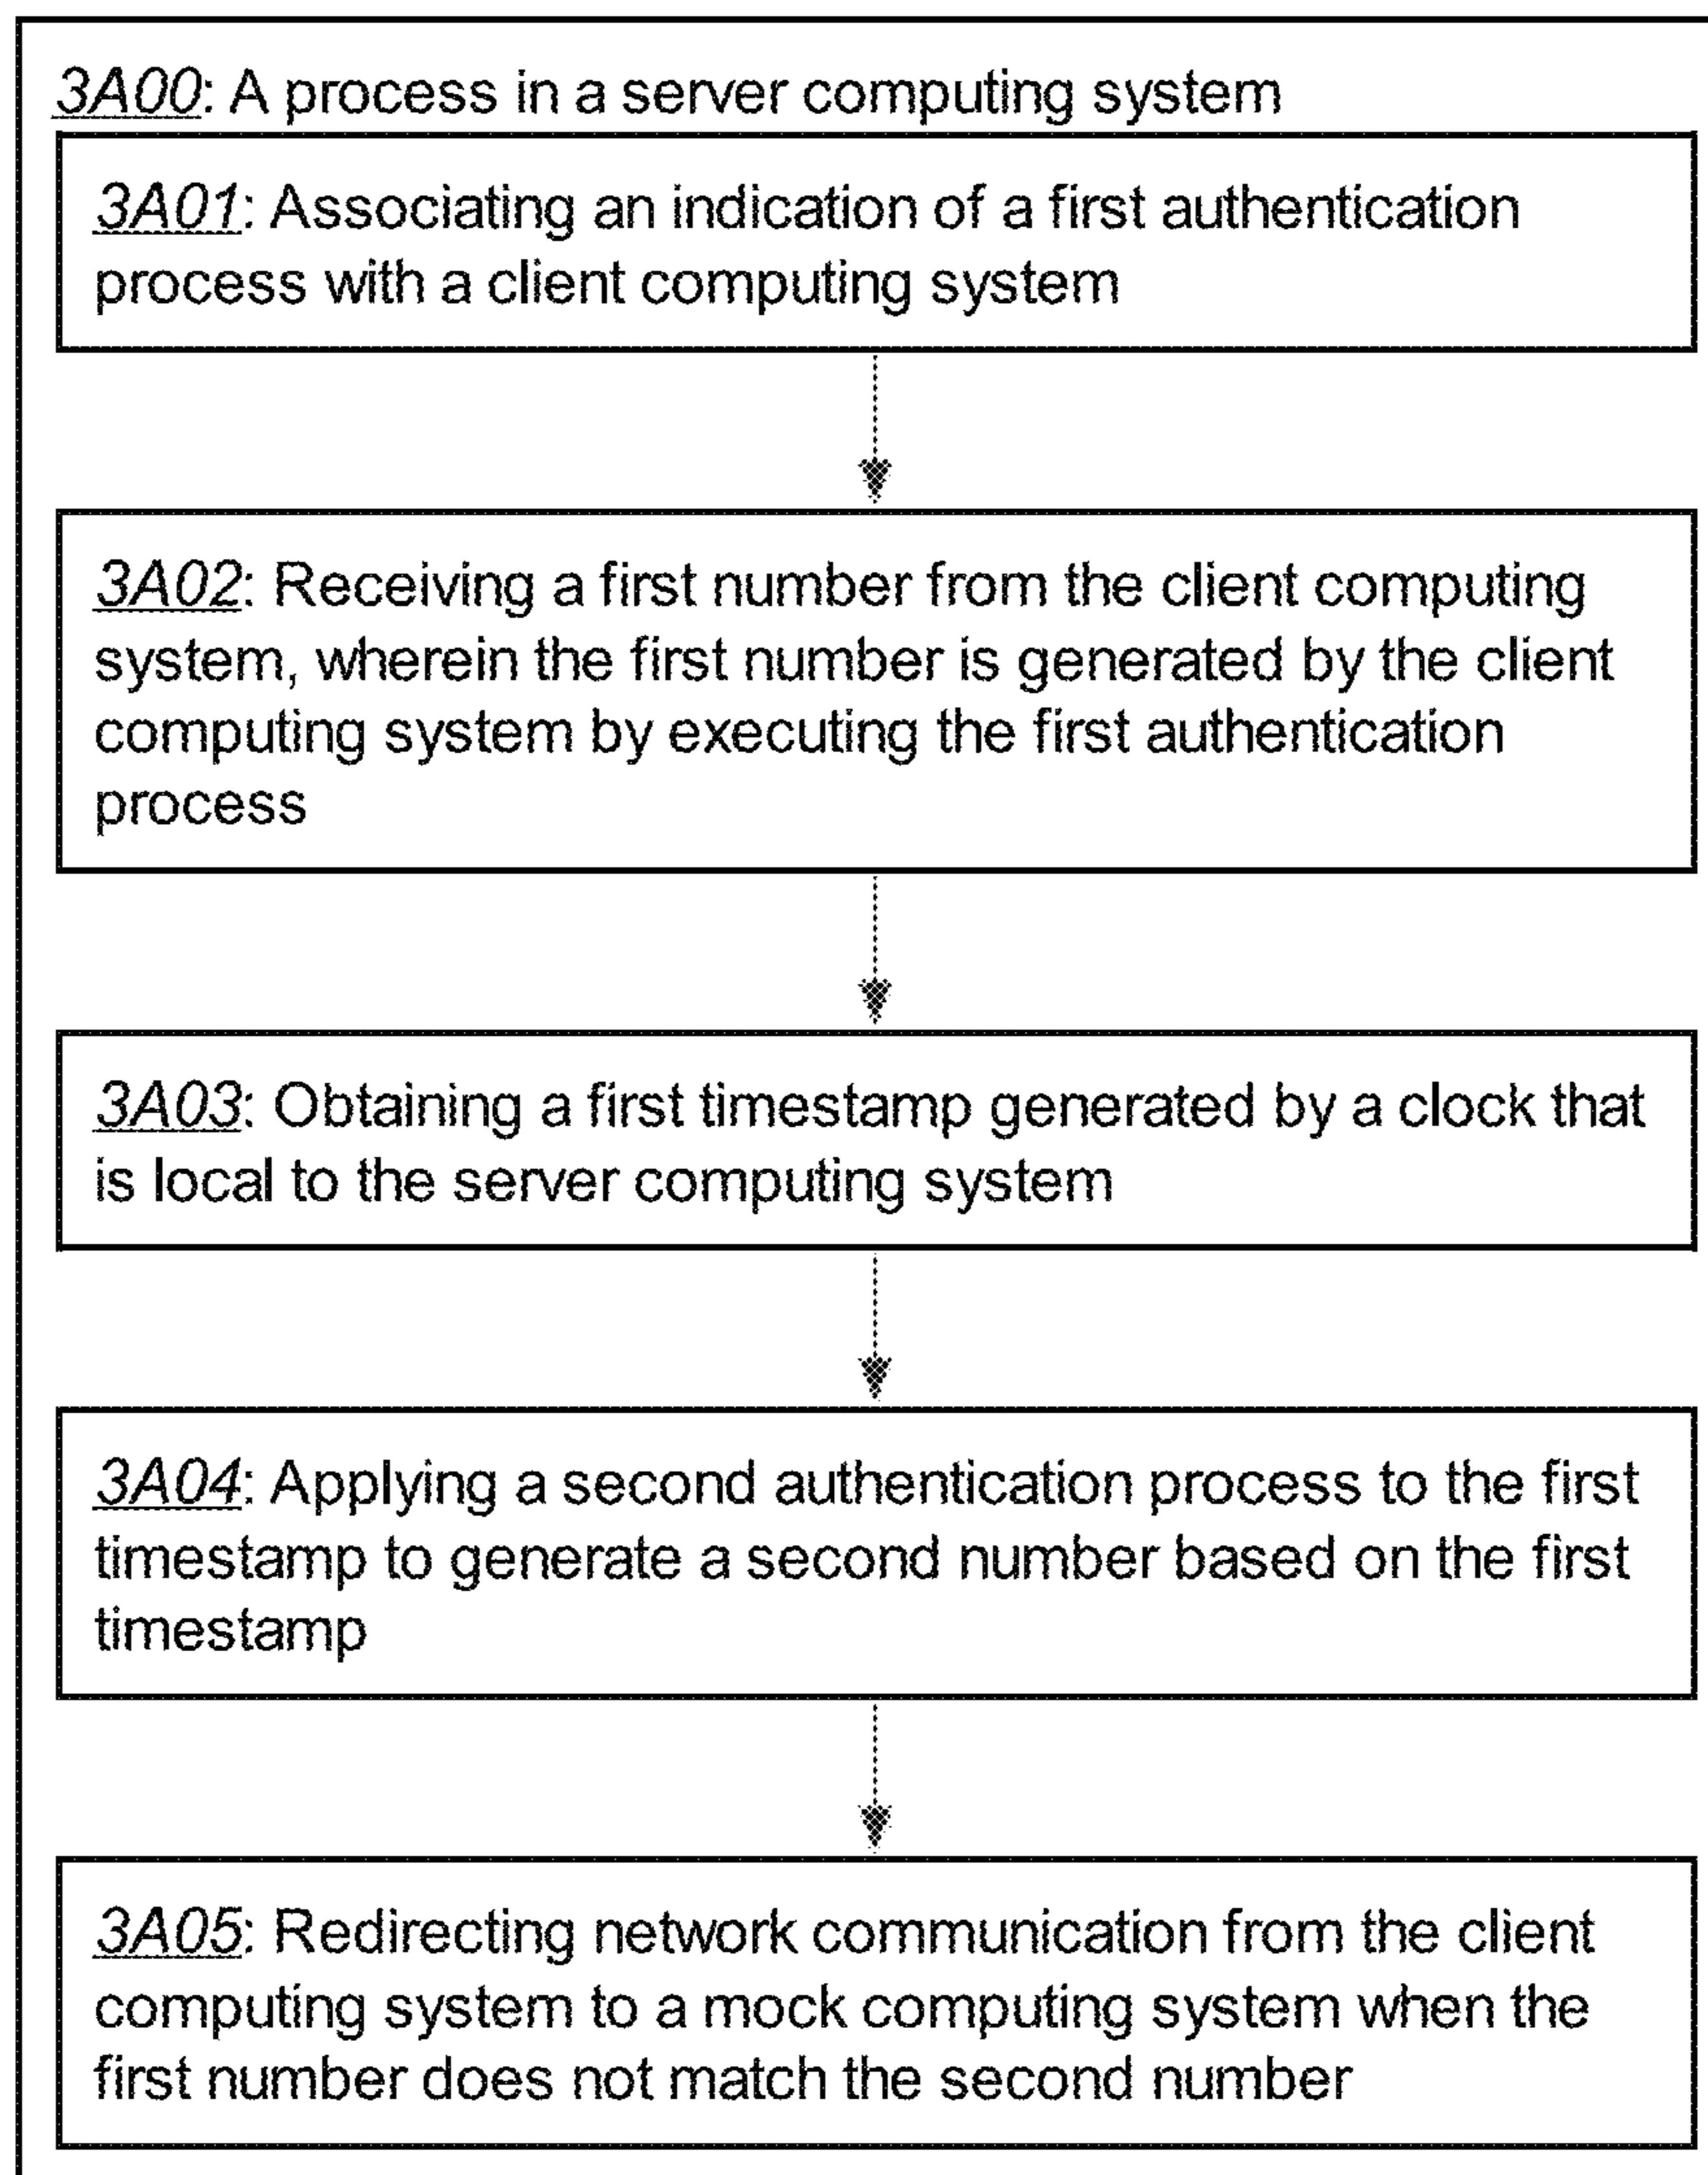 3A00: A process in a server computing system
3A01: Associating an indication of a first authentication
process with a client computing system
3A02: Receiving a first number from the client computing
system, wherein the first number is generated by the client
computing system by executing the first authentication
process
3A03: Obtaining a first timestamp generated by a clock that
is local to the server computing system
3A04: Applying a second authentication process to the first
timestamp to generate a second number based on the first
timestamp
3A05: Redirecting network communication from the client
computing system to a mock computing system when the
first number does not match the second number